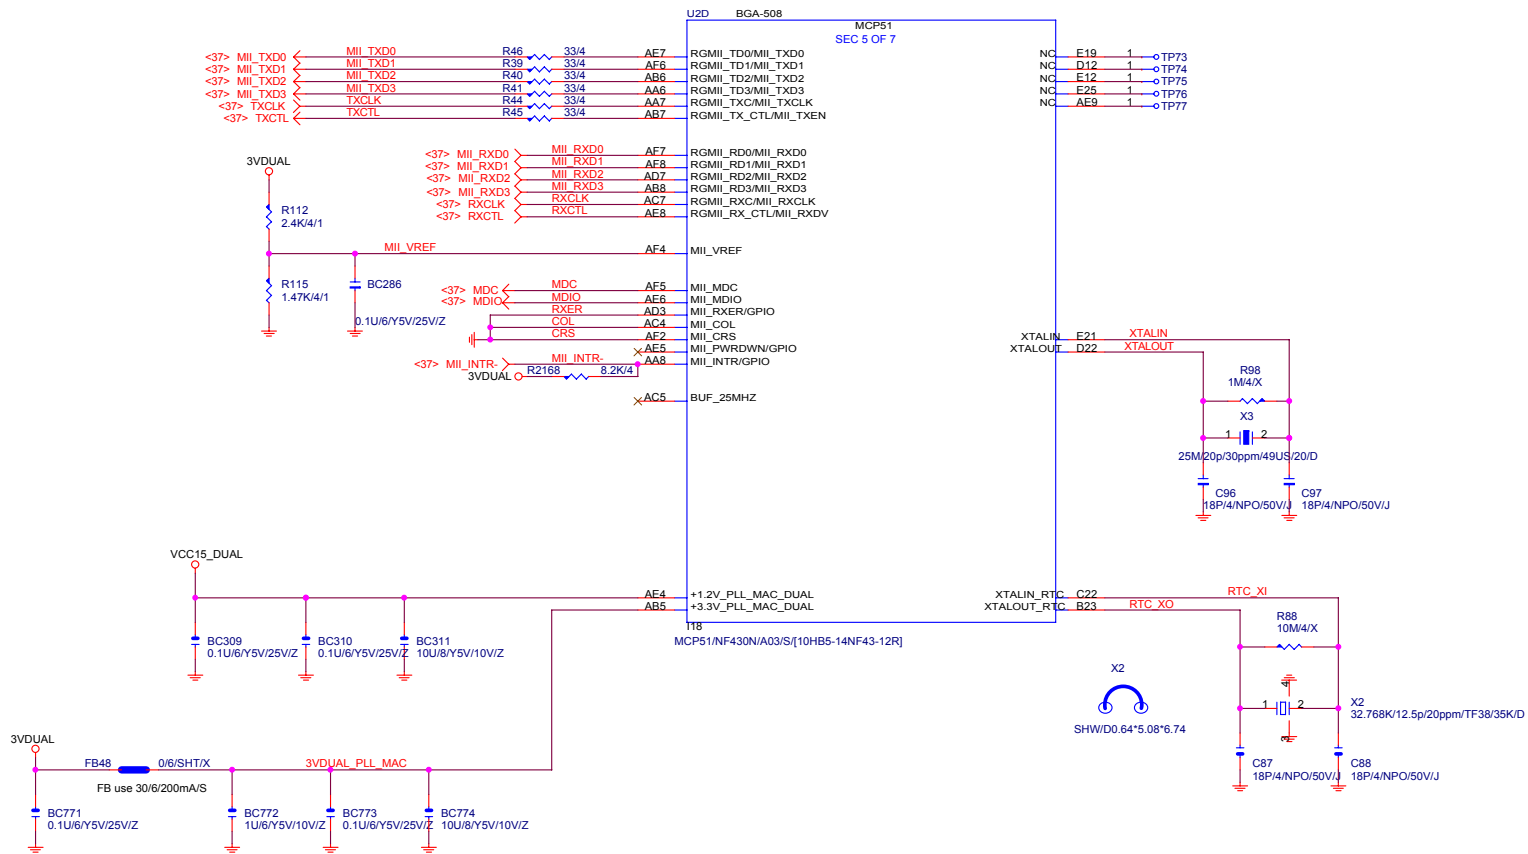 U2D BGA-508
MCP51
SEC 5 OF 7
<37> MII_TXD0 MII_TXD0 R46 33/4 AE7 RGMII_TD0/MII_TXD0 NC E19 1 TP73
<37> MII_TXD1 MII_TXD1 R39 33/4 AF6 RGMII_TD1/MII_TXD1 NC D12 1 TP74
<37> MII_TXD2 MII_TXD2 R40 33/4 AB6 RGMII_TD2/MII_TXD2 NC E12 1 TP75
<37> MII_TXD3 MII_TXD3 R41 33/4 AA6 RGMII_TD3/MII_TXD3 NC E25 1 TP76
<37> TXCLK TXCLK R44 33/4 AA7 RGMII_TXC/MII_TXCLK NC AE9 1 TP77
<37> TXCTL TXCTL R45 33/4 AB7 RGMII_TX_CTL/MII_TXEN
<37> MII_RXD0 MII_RXD0 AF7 RGMII_RD0/MII_RXD0
<37> MII_RXD1 MII_RXD1 AF8 RGMII_RD1/MII_RXD1
<37> MII_RXD2 MII_RXD2 AD7 RGMII_RD2/MII_RXD2
<37> MII_RXD3 MII_RXD3 AB8 RGMII_RD3/MII_RXD3
<37> RXCLK RXCLK AC7 RGMII_RXC/MII_RXCLK
<37> RXCTL RXCTL AE8 RGMII_RX_CTL/MII_RXDV
3VDUAL
R112
2.4K/4/1
MII_VREF AF4 MII_VREF
R115
1.47K/4/1
BC286
0.1U/6/Y5V/25V/Z
<37> MDC MDC AF5 MII_MDC
<37> MDIO MDIO AE6 MII_MDIO
RXER AD3 MII_RXER/GPIO
COL AC4 MII_COL
CRS AF2 MII_CRS
AE5 MII_PWRDWN/GPIO
<37> MII_INTR- MII_INTR- AA8 MII_INTR/GPIO
3VDUAL R2168 8.2K/4
AC5 BUF_25MHZ
XTALIN E21 XTALIN
XTALOUT D22 XTALOUT
R98
1M/4/X
X3
1 2
25M/20p/30ppm/49US/20/D
C96
18P/4/NPO/50V/J
C97
18P/4/NPO/50V/J
VCC15_DUAL
AE4 +1.2V_PLL_MAC_DUAL
AB5 +3.3V_PLL_MAC_DUAL
BC309
0.1U/6/Y5V/25V/Z
BC310
0.1U/6/Y5V/25V/Z
BC311
10U/8/Y5V/10V/Z
XTALIN_RTC C22 RTC_XI
XTALOUT_RTC B23 RTC_XO
I18
MCP51/NF430N/A03/S/[10HB5-14NF43-12R]
R88
10M/4/X
X2
SHW/D0.64*5.08*6.74
1 2 3 4
X2
32.768K/12.5p/20ppm/TF38/35K/D
C87
18P/4/NPO/50V/J
C88
18P/4/NPO/50V/J
3VDUAL
FB48 0/6/SHT/X 3VDUAL_PLL_MAC
FB use 30/6/200mA/S
BC771
0.1U/6/Y5V/25V/Z
BC772
1U/6/Y5V/10V/Z
BC773
0.1U/6/Y5V/25V/Z
BC774
10U/8/Y5V/10V/Z